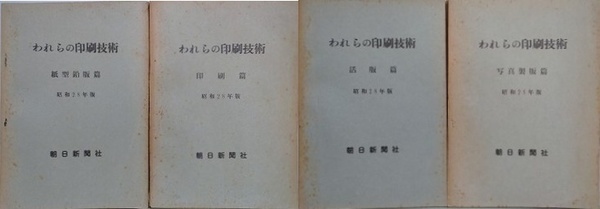 われらの印刷技術
紙型鉛版篇
昭和28年版
朝日新聞社
われらの印刷技術
印刷篇
昭和28年版
朝日新聞社
われらの印刷技術
活版篇
昭和28年版
朝日新聞社
われらの印刷技術
写真製版篇
昭和28年版
朝日新聞社